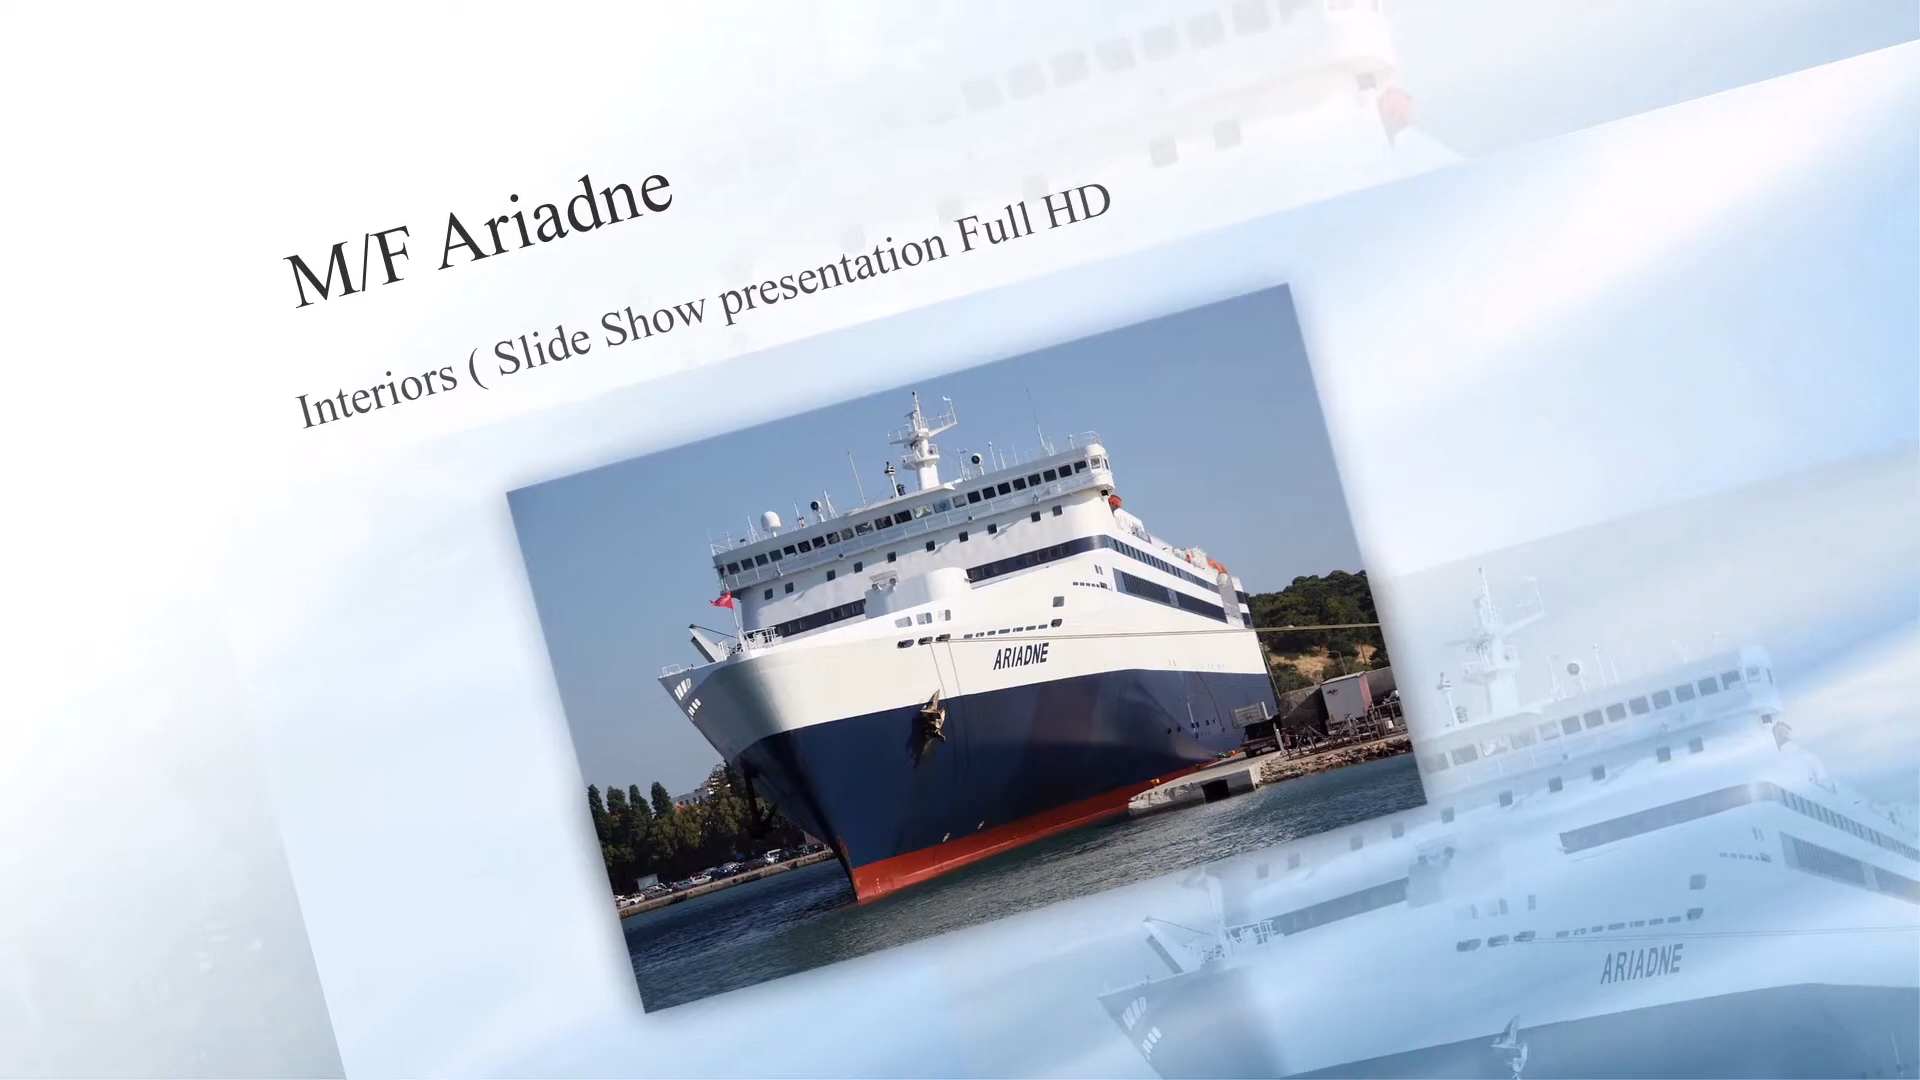 M/F Ariadne
Interiors ( Slide Show presentation Full HD
ARIADNE
ARIADNE